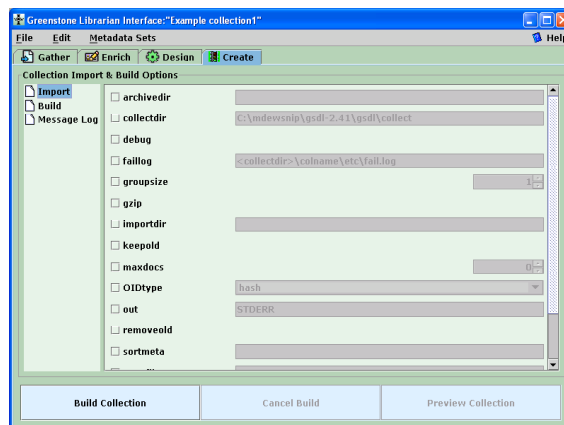 Greenstone Librarian Interface:"Example collection1"
File Edit Metadata Sets Help
Gather Enrich Design Create
Collection Import & Build Options
Import
Build
Message Log
archivedir
collectdir C:\mdewsnip\gsdl-2.41\gsdl\collect
debug
faillog <collectdir>\colname\etc\fail.log
groupsize 1
gzip
importdir
keepold
maxdocs 0
OIDtype hash
out STDERR
removeold
sortmeta
Build Collection Cancel Build Preview Collection